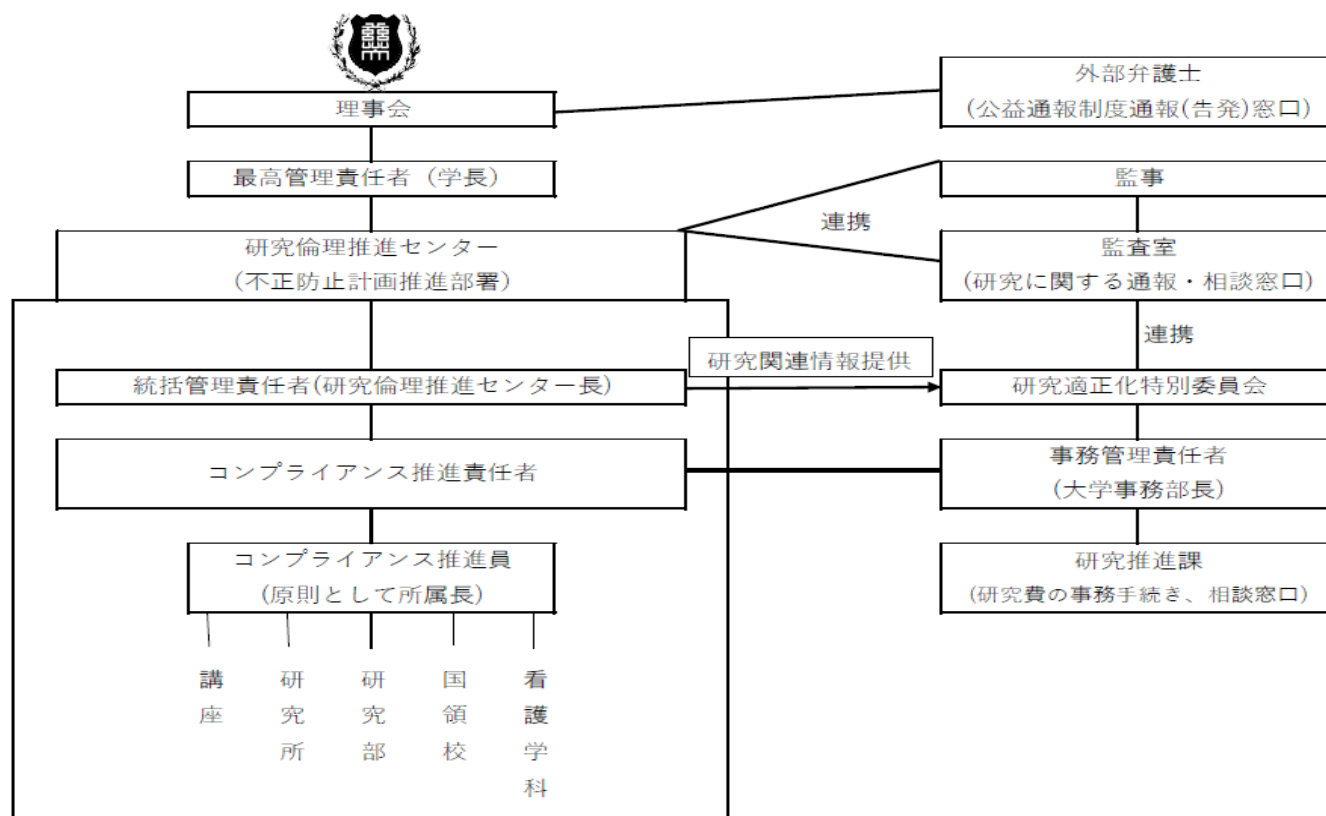 理事会
外部弁護士
(公益通報制度通報(告発)窓口)
最高管理責任者（学長）
監事
連携
研究倫理推進センター
(不正防止計画推進部署)
監査室
(研究に関する通報・相談窓口)
連携
研究関連情報提供
統括管理責任者(研究倫理推進センター長)
研究適正化特別委員会
コンプライアンス推進責任者
事務管理責任者
(大学事務部長)
コンプライアンス推進員
(原則として所属長)
研究推進課
(研究費の事務手続き、相談窓口)
講座
研究所
研究部
国領校
看護学科